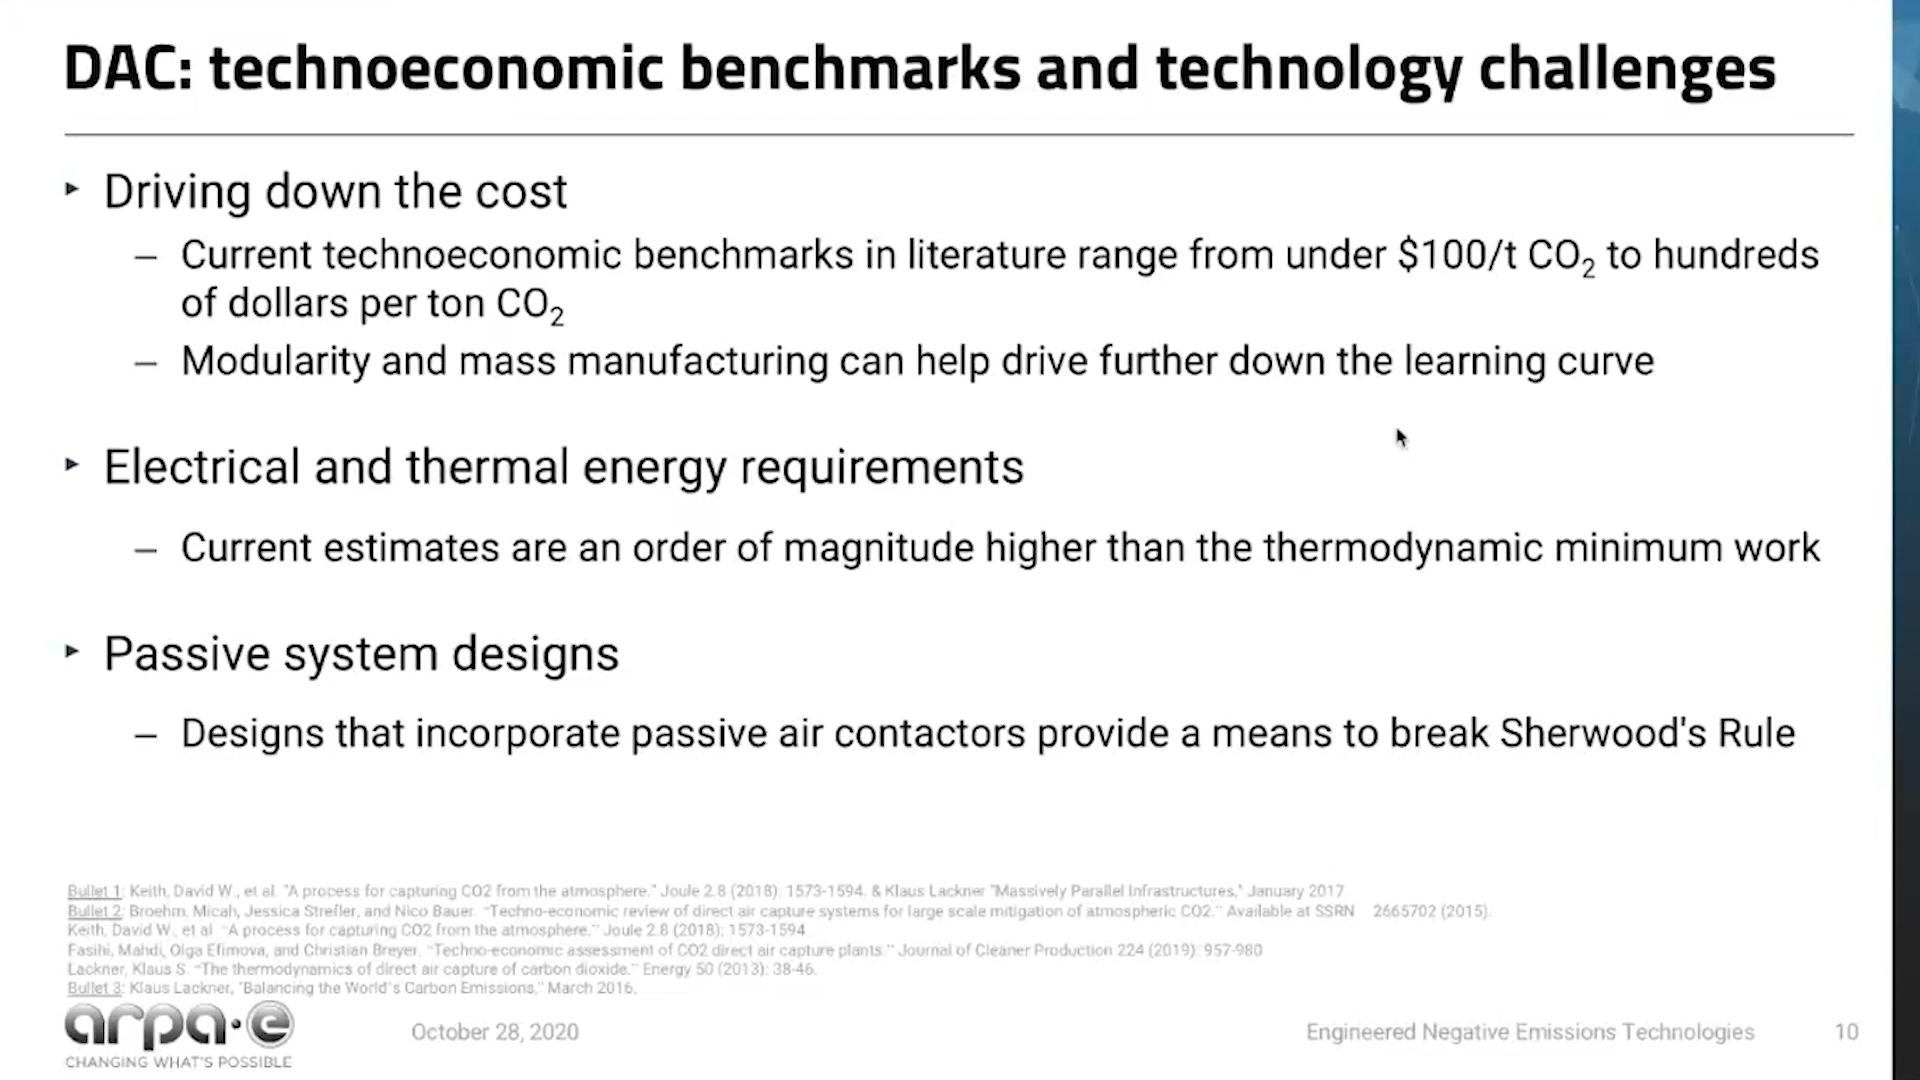 DAC: technoeconomic benchmarks and technology challenges
‣ Driving down the cost
– Current technoeconomic benchmarks in literature range from under $100/t CO₂ to hundreds
of dollars per ton CO₂
– Modularity and mass manufacturing can help drive further down the learning curve
‣ Electrical and thermal energy requirements
– Current estimates are an order of magnitude higher than the thermodynamic minimum work
‣ Passive system designs
– Designs that incorporate passive air contactors provide a means to break Sherwood's Rule
Bullet 1: Keith, David W., et al. "A process for capturing CO2 from the atmosphere." Joule 2.8 (2018): 1573-1594. & Klaus Lackner "Massively Parallel Infrastructures," January 2017
Bullet 2: Broehm, Micah, Jessica Strefler, and Nico Bauer. "Techno-economic review of direct air capture systems for large scale mitigation of atmospheric CO2." Available at SSRN 2665702 (2015).
Keith, David W., et al. "A process for capturing CO2 from the atmosphere." Joule 2.8 (2018): 1573-1594
Fasihi, Mahdi, Olga Efimova, and Christian Breyer. "Techno-economic assessment of CO2 direct air capture plants." Journal of Cleaner Production 224 (2019): 957-980
Lackner, Klaus S. "The thermodynamics of direct air capture of carbon dioxide." Energy 50 (2013): 38-46.
Bullet 3: Klaus Lackner, "Balancing the World's Carbon Emissions," March 2016.
arpa·e
CHANGING WHAT'S POSSIBLE
October 28, 2020
Engineered Negative Emissions Technologies
10